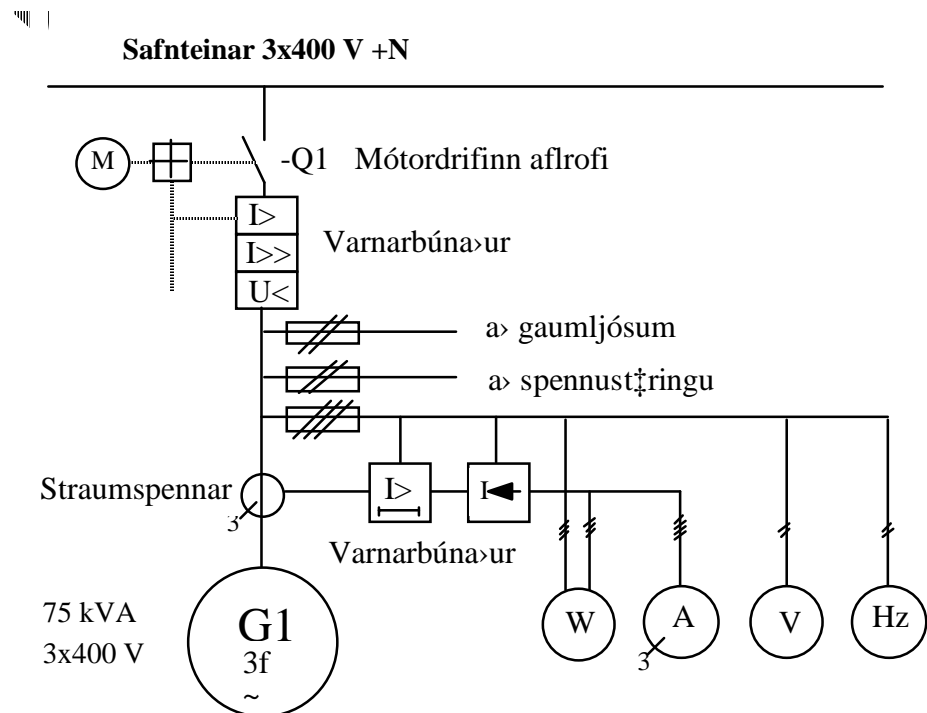 Safnteinar 3x400 V +N
M
-Q1 Mótordrifinn aflrofi
I>
I>>
U<
Varnarbúna›ur
a› gaumljósum
a› spennust‡ringu
Straumspennar
3
I>
I
Varnarbúna›ur
75 kVA
3x400 V
G1
3f
~
W
A
3
V
Hz